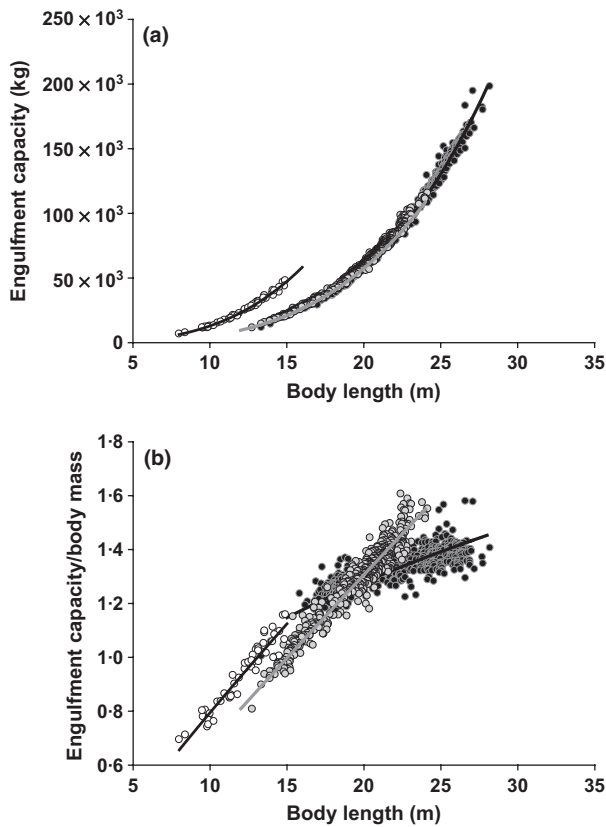 (a)
Engulfment capacity (kg)
250 × 10³
200 × 10³
150 × 10³
100 × 10³
50 × 10³
0
5 10 15 20 25 30 35
Body length (m)
(b)
Engulfment capacity/body mass
1·8
1·6
1·4
1·2
1·0
0·8
0·6
5 10 15 20 25 30 35
Body length (m)